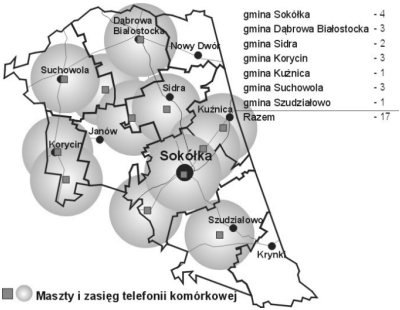 gmina Sokółka - 4
gmina Dąbrowa Białostocka - 3
gmina Sidra - 2
gmina Korycin - 3
gmina Kuźnica - 1
gmina Suchowola - 3
gmina Szudziałowo - 1
Razem - 17
Dąbrowa
Białostocka
Nowy Dwór
Suchowola
Sidra
Kuźnica
Janów
Korycin
Sokółka
Szudziałowo
Krynki
Maszty i zasięg telefonii komórkowej